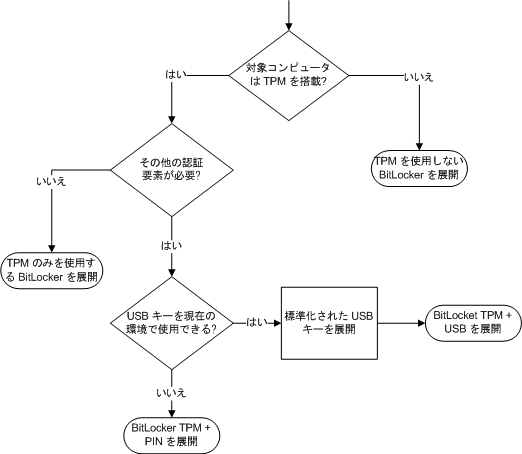 対象コンピュータ
は TPM を搭載?
はい
いいえ
その他の認証
要素が必要?
TPM を使用しない
BitLocker を展開
いいえ
はい
TPM のみを使用す
る BitLocker を展開
USB キーを現在の
環境で使用できる?
はい
標準化された USB
キーを展開
BitLocket TPM +
USB を展開
いいえ
BitLocker TPM +
PIN を展開